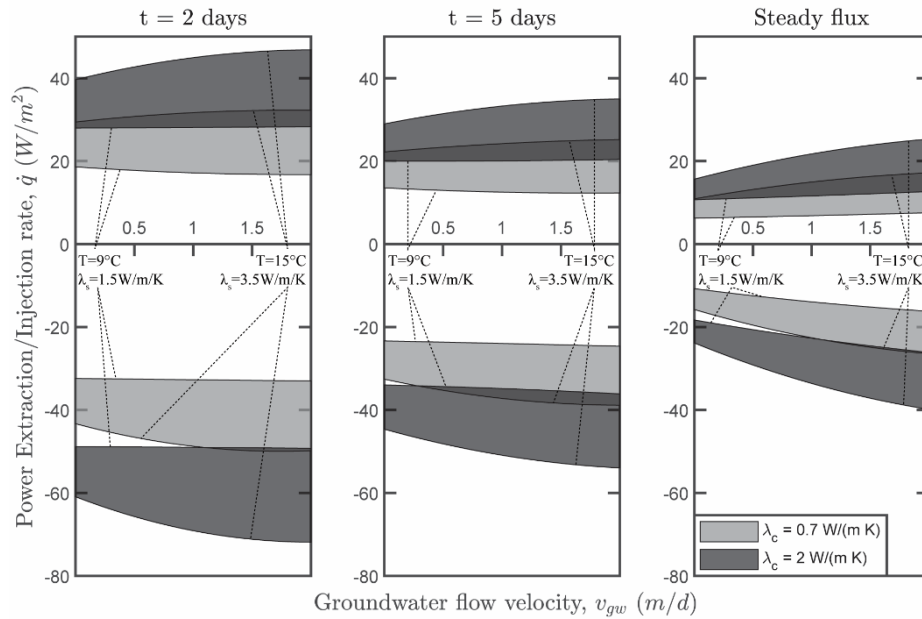 t = 2 days
t = 5 days
Steady flux
Power Extraction/Injection rate, q̇ (W/m²)
40
20
0
-20
-40
-60
-80
0.5
1
1.5
T=9°C
λs=1.5W/m/K
T=15°C
λs=3.5W/m/K
40
20
0
-20
-40
-60
-80
0.5
1
1.5
T=9°C
λs=1.5W/m/K
T=15°C
λs=3.5W/m/K
40
20
0
-20
-40
-60
-80
0.5
1
1.5
T=9°C
λs=1.5W/m/K
T=15°C
λs=3.5W/m/K
λc = 0.7 W/(m K)
λc = 2 W/(m K)
Groundwater flow velocity, vgw (m/d)